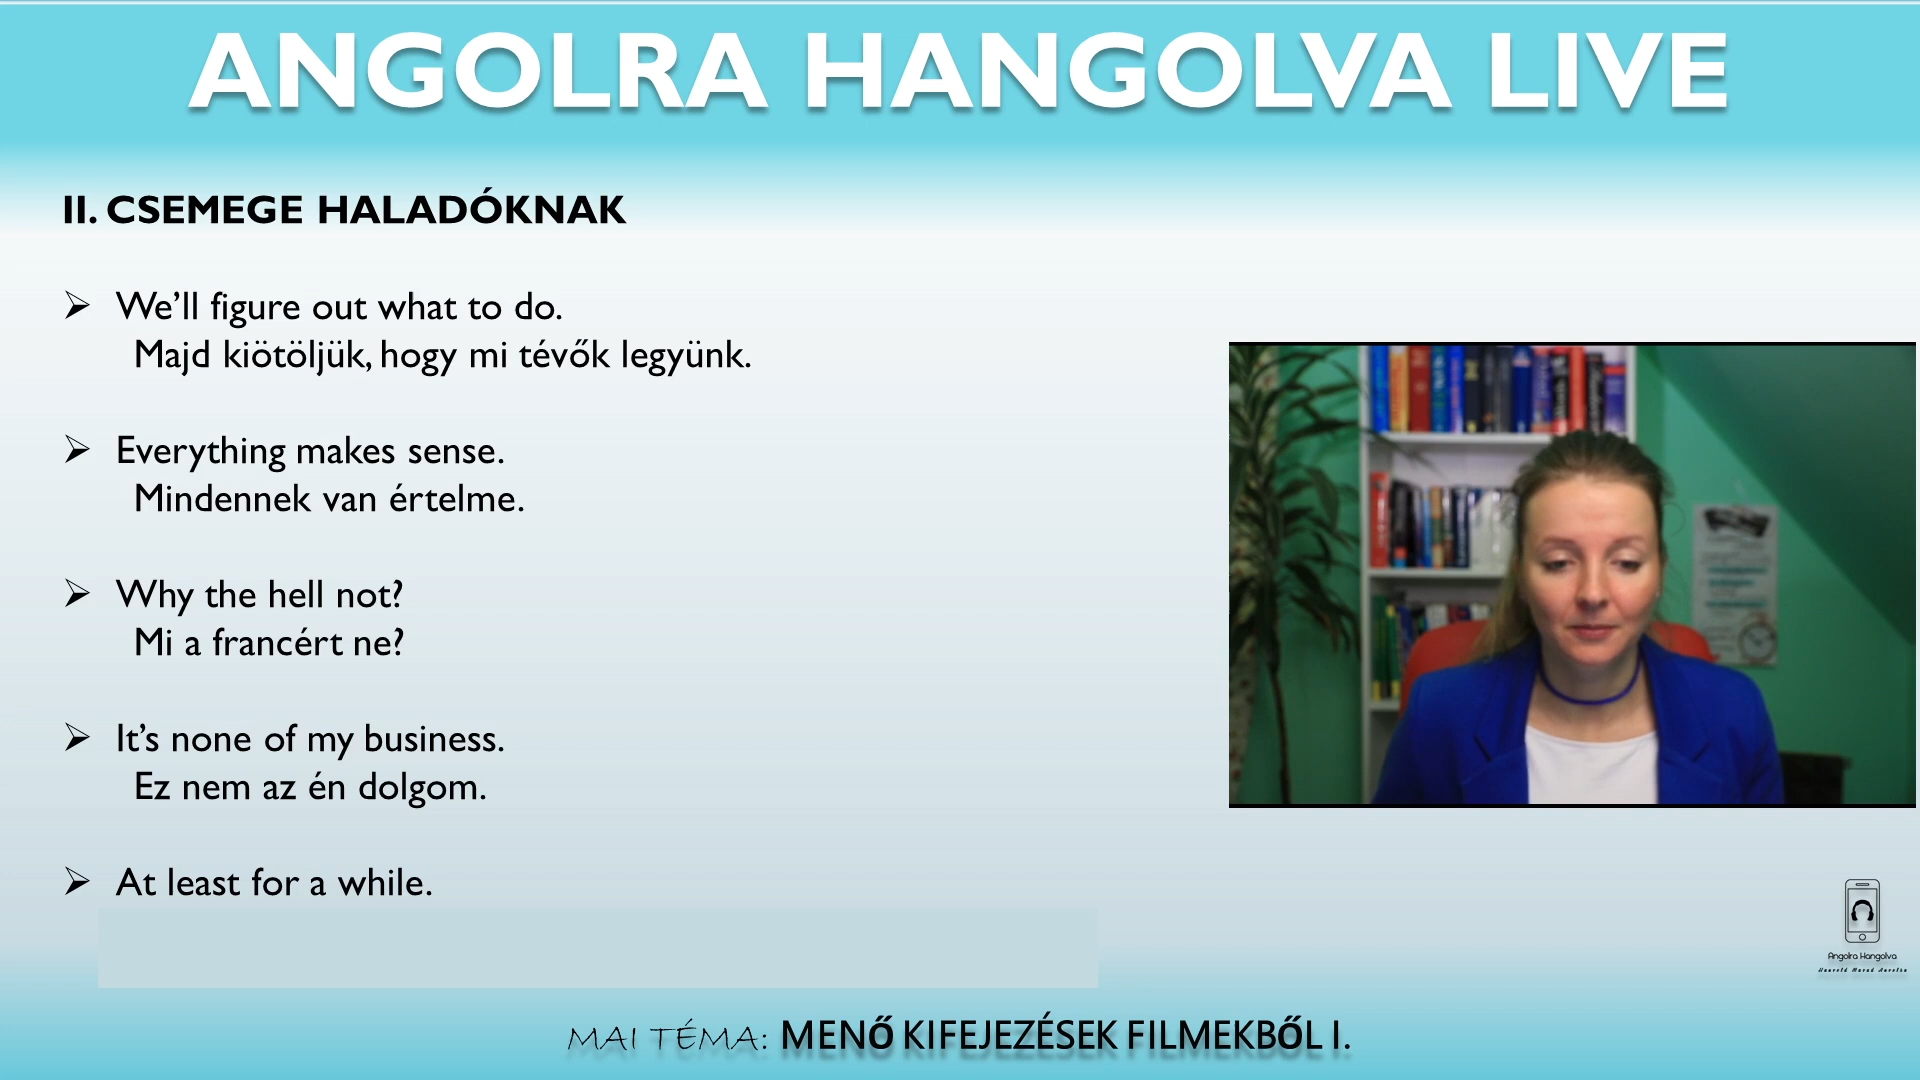 ANGOLRA HANGOLVA LIVE
II. CSEMEGE HALADÓKNAK
We'll figure out what to do.
Majd kiötöljük, hogy mi tévők legyünk.
Everything makes sense.
Mindennek van értelme.
Why the hell not?
Mi a francért ne?
It's none of my business.
Ez nem az én dolgom.
At least for a while.
Angolra Hangolva
MAI TÉMA: MENŐ KIFEJEZÉSEK FILMEKBŐL I.